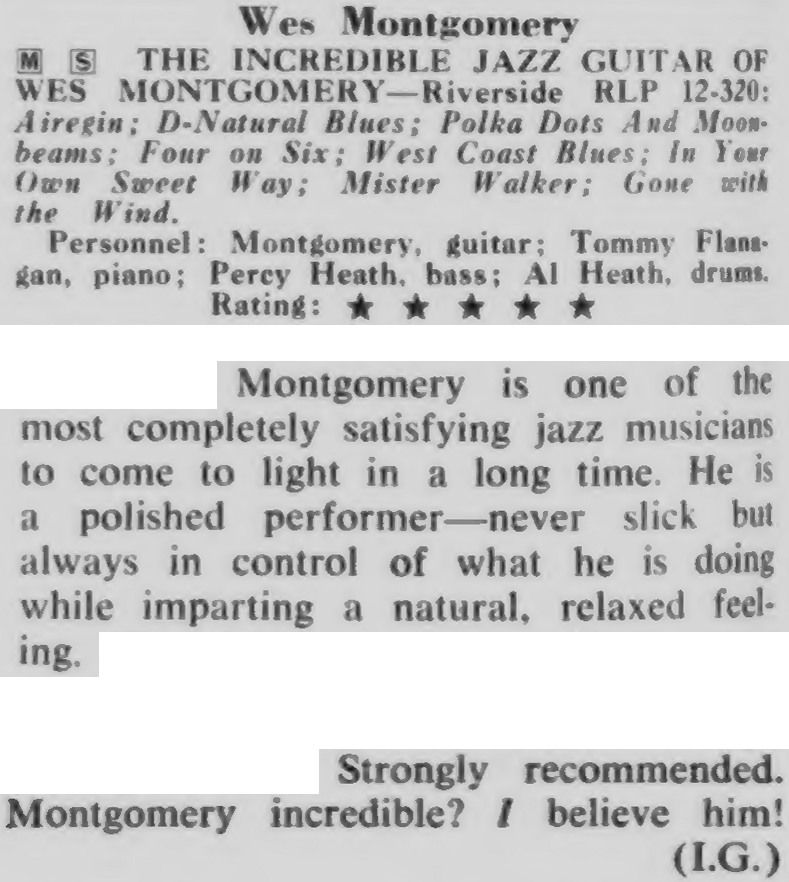 Wes Montgomery
M S THE INCREDIBLE JAZZ GUITAR OF
WES MONTGOMERY—Riverside RLP 12-320:
Airegin; D-Natural Blues; Polka Dots And Moon-
beams; Four on Six; West Coast Blues; In Your
Own Sweet Way; Mister Walker; Gone with
the Wind.
Personnel: Montgomery, guitar; Tommy Flana-
gan, piano; Percy Heath, bass; Al Heath, drums.
Rating: ★ ★ ★ ★ ★
Montgomery is one of the
most completely satisfying jazz musicians
to come to light in a long time. He is
a polished performer—never slick but
always in control of what he is doing
while imparting a natural, relaxed feel-
ing.
Strongly recommended.
Montgomery incredible? I believe him!
(I.G.)